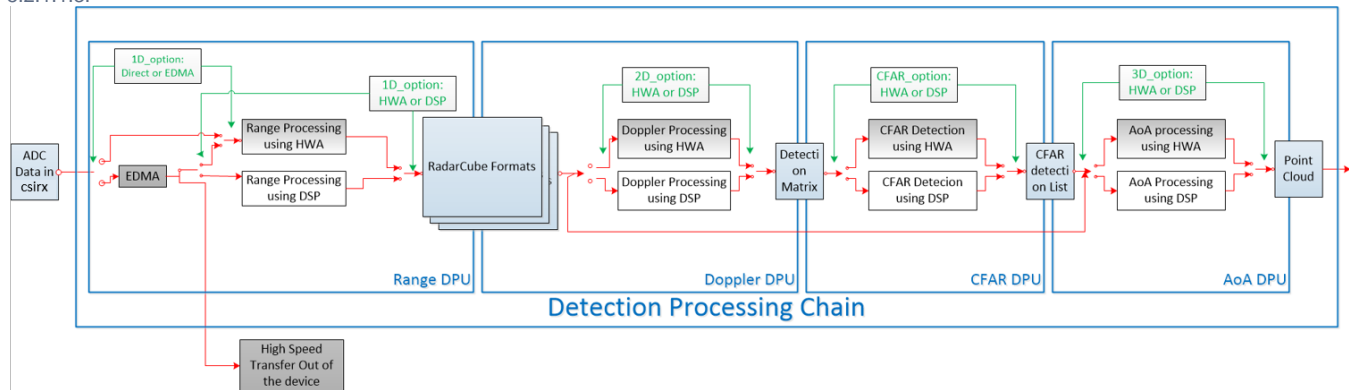 1D_option:
Direct or EDMA
1D_option:
HWA or DSP
2D_option:
HWA or DSP
CFAR_option:
HWA or DSP
3D_option:
HWA or DSP
ADC
Data in
csirx
EDMA
Range Processing
using HWA
Range Processing
using DSP
RadarCube Formats
Doppler Processing
using HWA
Doppler Processing
using DSP
Detecti
on
Matrix
CFAR Detection
using HWA
CFAR Detecion
using DSP
CFAR
detecti
on List
AoA processing
using HWA
AoA Processing
using DSP
Point
Cloud
Range DPU
Doppler DPU
CFAR DPU
AoA DPU
Detection Processing Chain
High Speed
Transfer Out of
the device